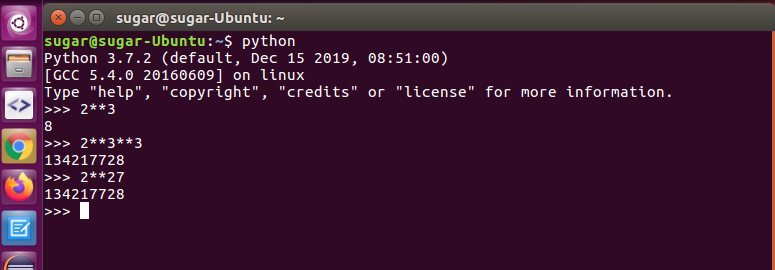 sugar@sugar-Ubuntu: ~
sugar@sugar-Ubuntu:~$ python
Python 3.7.2 (default, Dec 15 2019, 08:51:00)
[GCC 5.4.0 20160609] on linux
Type "help", "copyright", "credits" or "license" for more information.
>>> 2**3
8
>>> 2**3**3
134217728
>>> 2**27
134217728
>>>